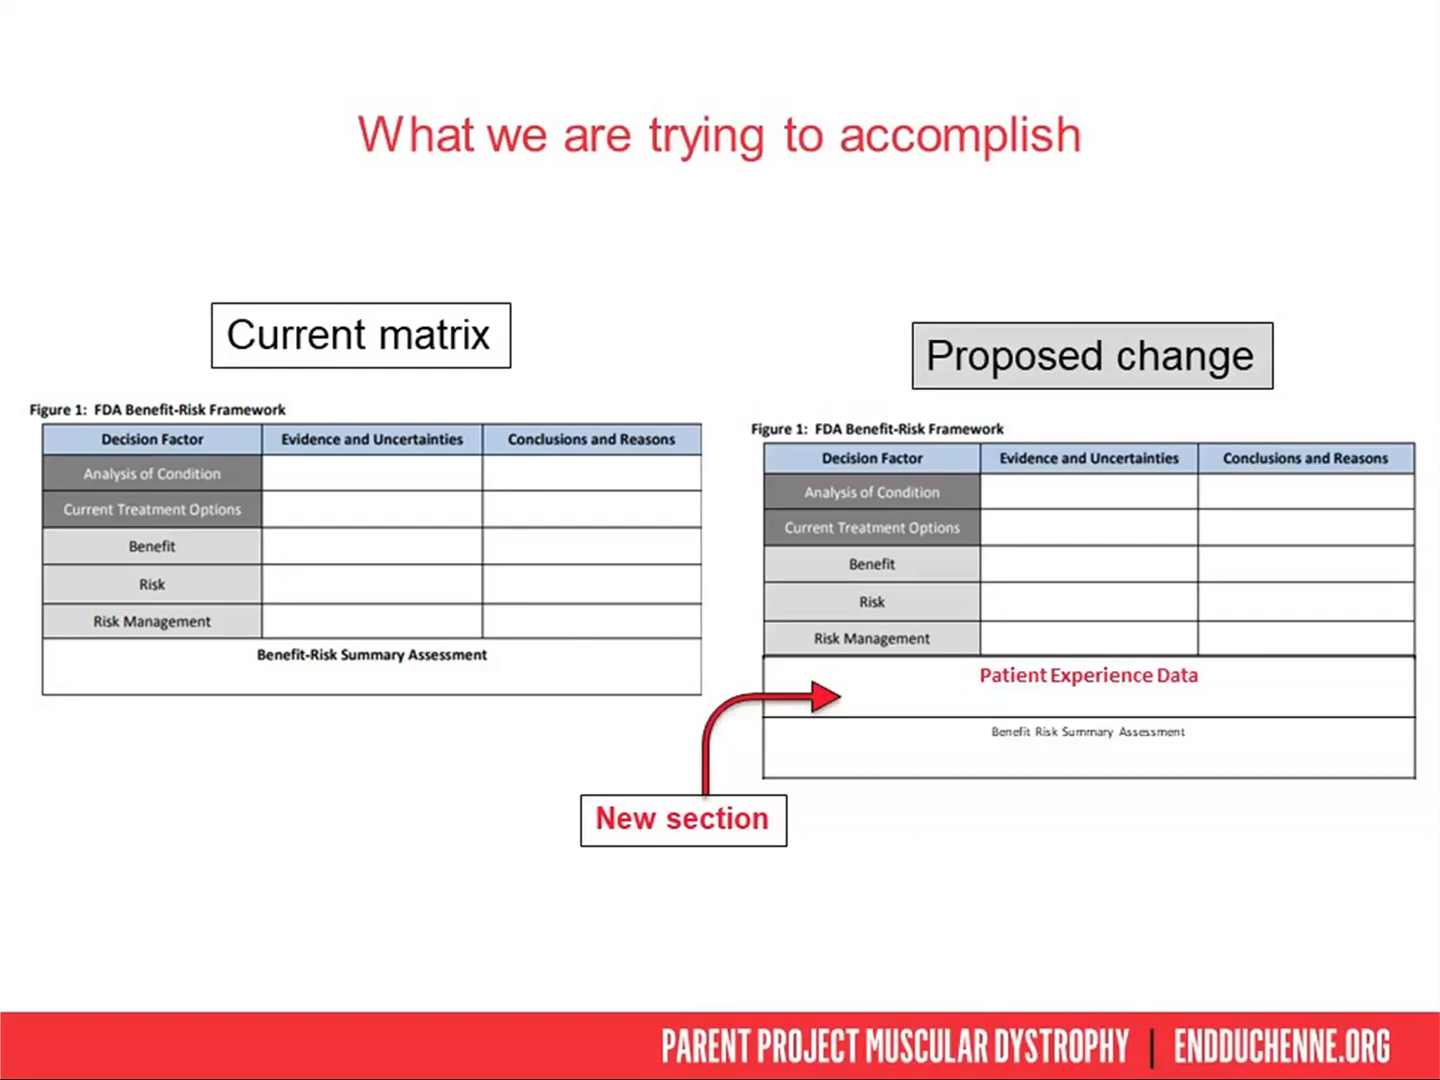 What we are trying to accomplish
Current matrix
Figure 1: FDA Benefit-Risk Framework
Decision Factor Evidence and Uncertainties Conclusions and Reasons
Analysis of Condition
Current Treatment Options
Benefit
Risk
Risk Management
Benefit-Risk Summary Assessment
Proposed change
Figure 1: FDA Benefit-Risk Framework
Decision Factor Evidence and Uncertainties Conclusions and Reasons
Analysis of Condition
Current Treatment Options
Benefit
Risk
Risk Management
Patient Experience Data
Benefit Risk Summary Assessment
New section
PARENT PROJECT MUSCULAR DYSTROPHY | ENDDUCHENNE.ORG